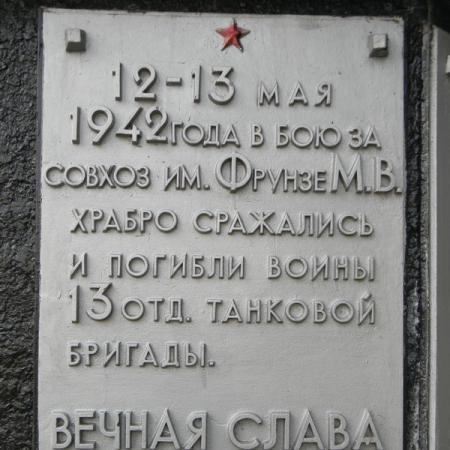 12-13 МАЯ
1942 ГОДА В БОЮ ЗА
СОВХОЗ ИМ. ФРУНЗЕ М.В.
ХРАБРО СРАЖАЛИСЬ
И ПОГИБЛИ ВОИНЫ
13 ОТД. ТАНКОВОЙ
БРИГАДЫ.
ВЕЧНАЯ СЛАВА